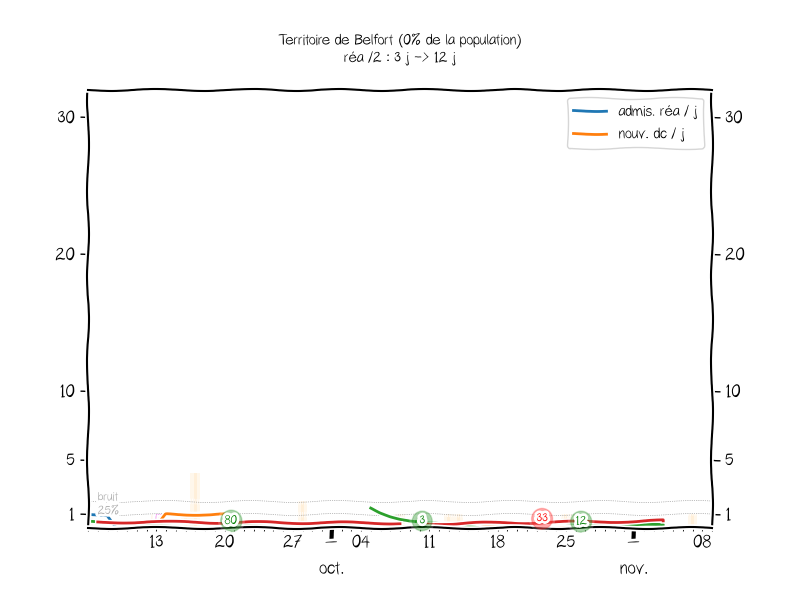 Territoire de Belfort (0% de la population)
réa /2 : 3 j -> 12 j
admis. réa / j
nouv. dc / j
30 30
20 20
10 10
5 5
bruit
25%
1 1
80 3 33 12
13 20 27 04 11 18 25 08
oct. nov.